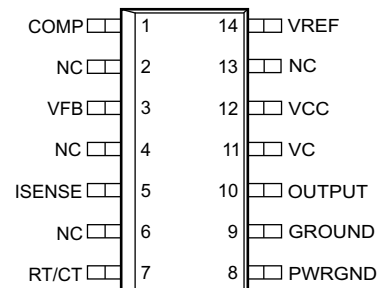 COMP 1 14 VREF
NC 2 13 NC
VFB 3 12 VCC
NC 4 11 VC
ISENSE 5 10 OUTPUT
NC 6 9 GROUND
RT/CT 7 8 PWRGND